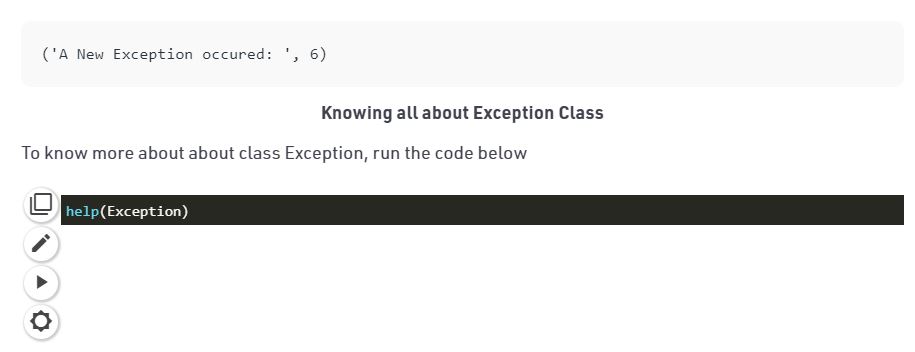 ('A New Exception occured: ', 6)
Knowing all about Exception Class
To know more about about class Exception, run the code below
help(Exception)